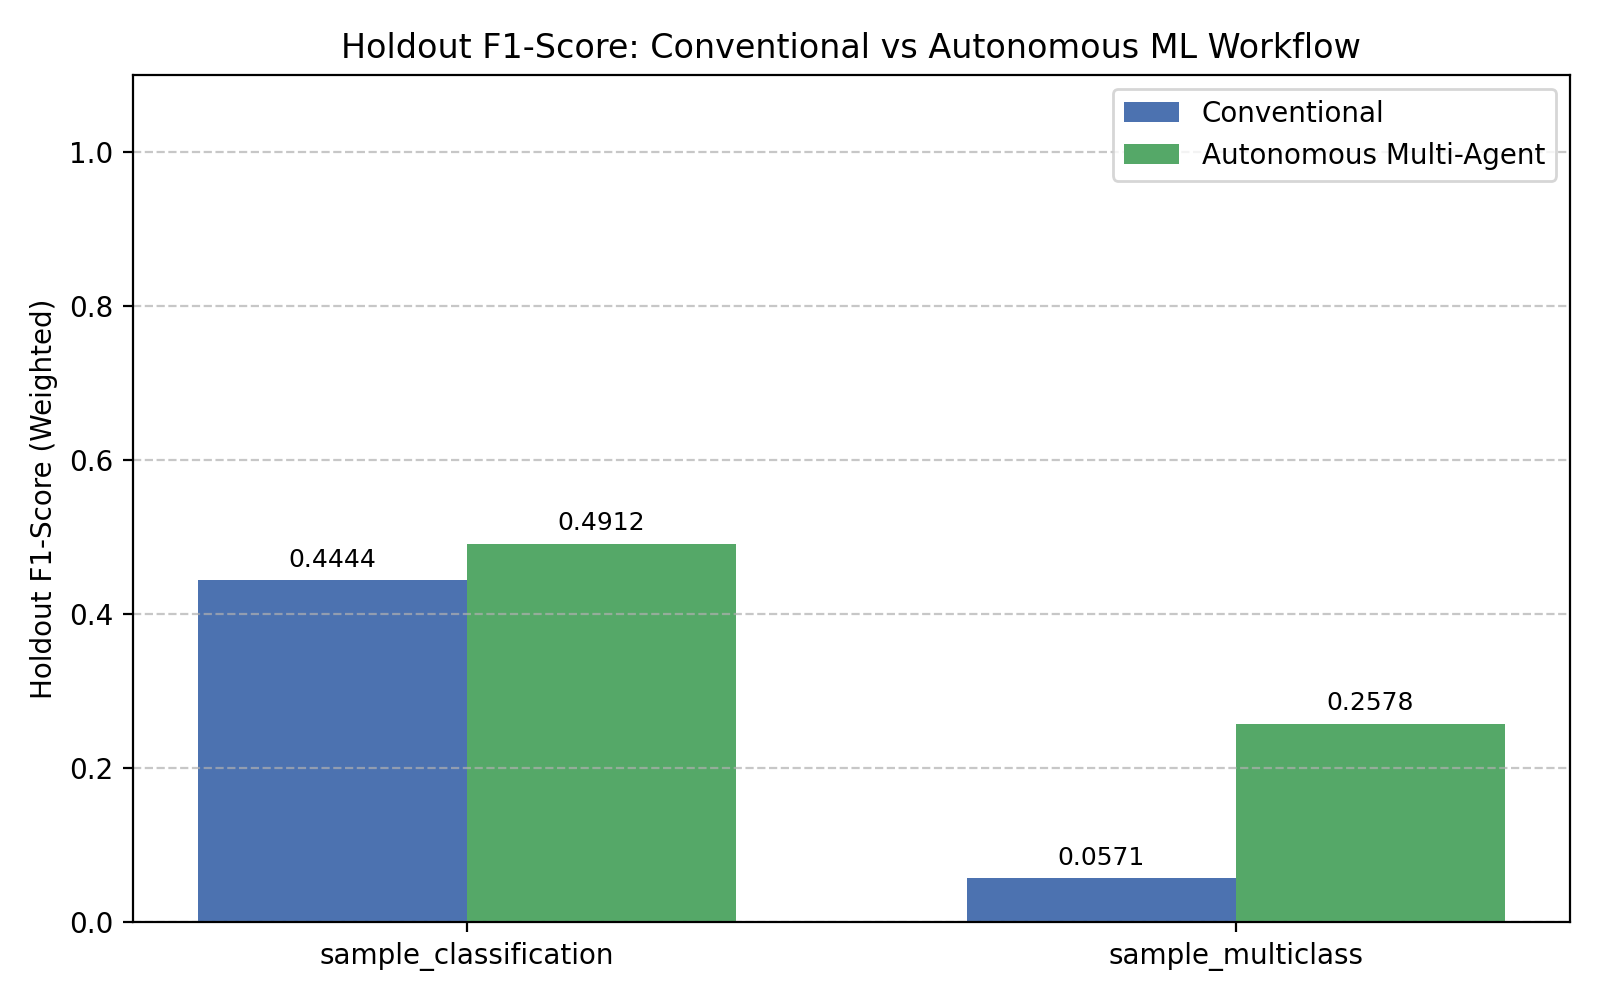 Holdout F1-Score: Conventional vs Autonomous ML Workflow
Conventional
Autonomous Multi-Agent
Holdout F1-Score (Weighted)
1.0
0.8
0.6
0.4
0.2
0.0
0.4444
0.4912
0.0571
0.2578
sample_classification
sample_multiclass